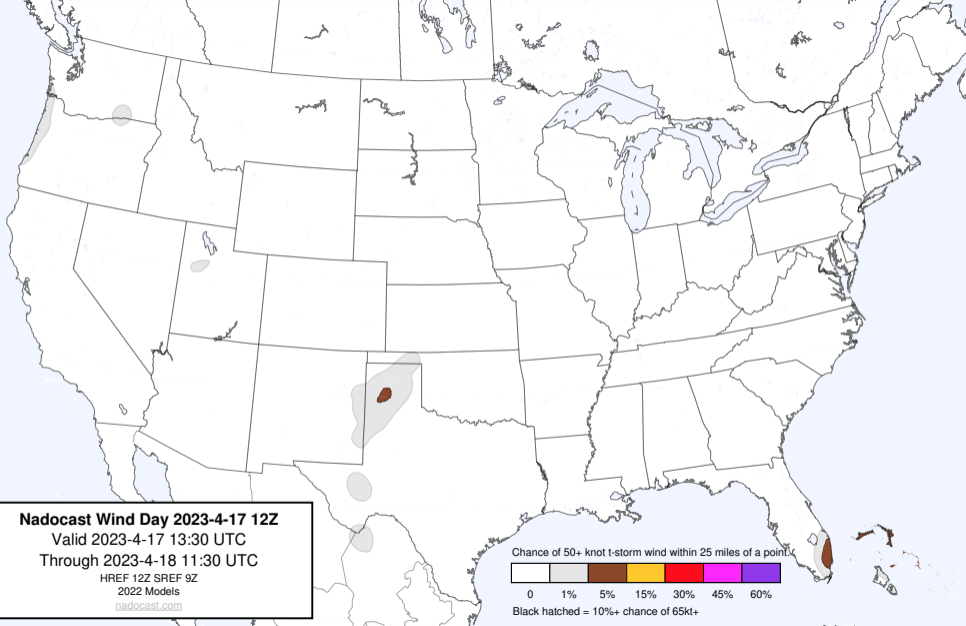 Nadocast Wind Day 2023-4-17 12Z
Valid 2023-4-17 13:30 UTC
Through 2023-4-18 11:30 UTC
HREF 12Z SREF 9Z
2022 Models
nadocast.com
Chance of 50+ knot t-storm wind within 25 miles of a point.
0 1% 5% 15% 30% 45% 60%
Black hatched = 10%+ chance of 65kt+